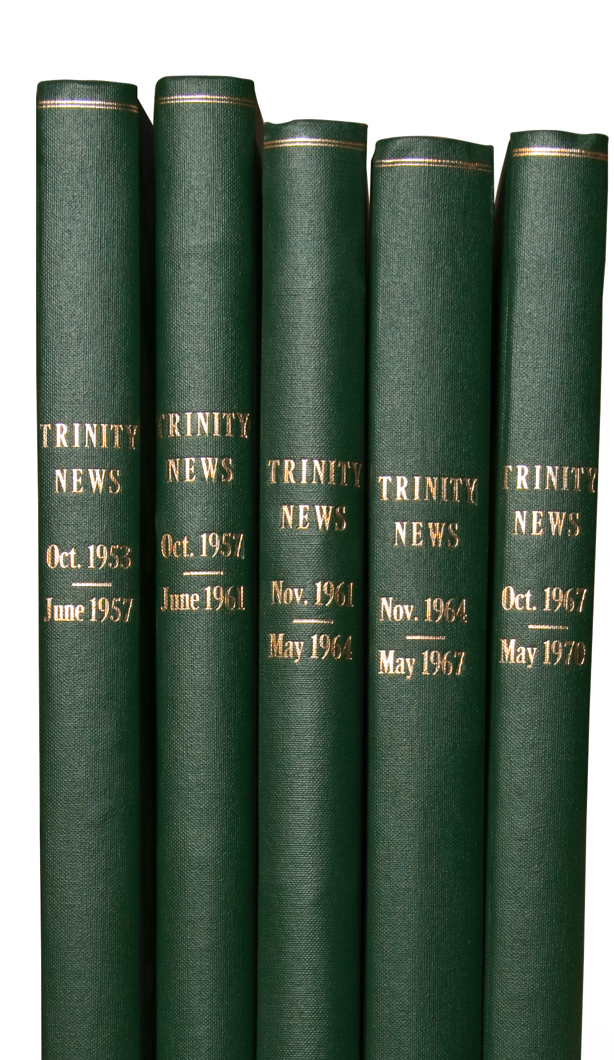 TRINITY
NEWS
Oct. 1953
June 1957
TRINITY
NEWS
Oct. 1957
June 1961
TRINITY
NEWS
Nov. 1961
May 1964
TRINITY
NEWS
Nov. 1964
May 1967
TRINITY
NEWS
Oct. 1967
May 1970